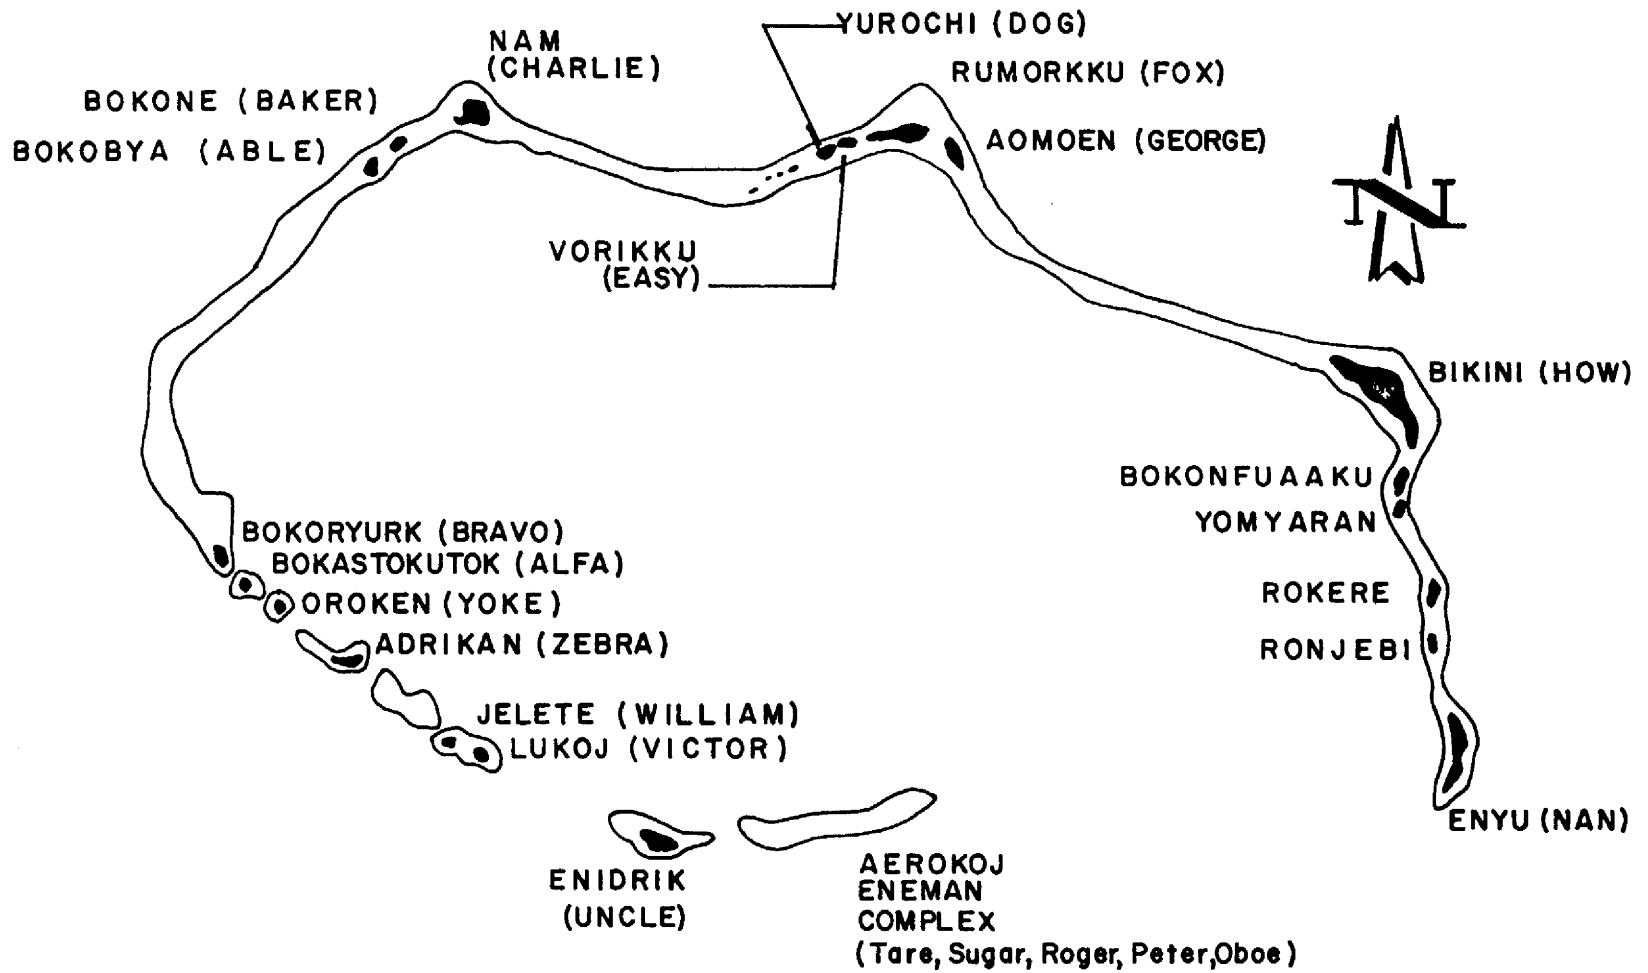 YUROCHI (DOG)
NAM
(CHARLIE)
RUMORKKU (FOX)
BOKONE (BAKER)
AOMOEN (GEORGE)
BOKOBYA (ABLE)
VORIKKU
(EASY)
BIKINI (HOW)
BOKONFUAAKU
YOMYARAN
BOKORYURK (BRAVO)
BOKASTOKUTOK (ALFA)
ROKERE
OROKEN (YOKE)
ADRIKAN (ZEBRA)
RONJEBI
JELETE (WILLIAM)
LUKOJ (VICTOR)
ENYU (NAN)
ENIDRIK
(UNCLE)
AEROKOJ
ENEMAN
COMPLEX
(Tare, Sugar, Roger, Peter,Oboe)
N